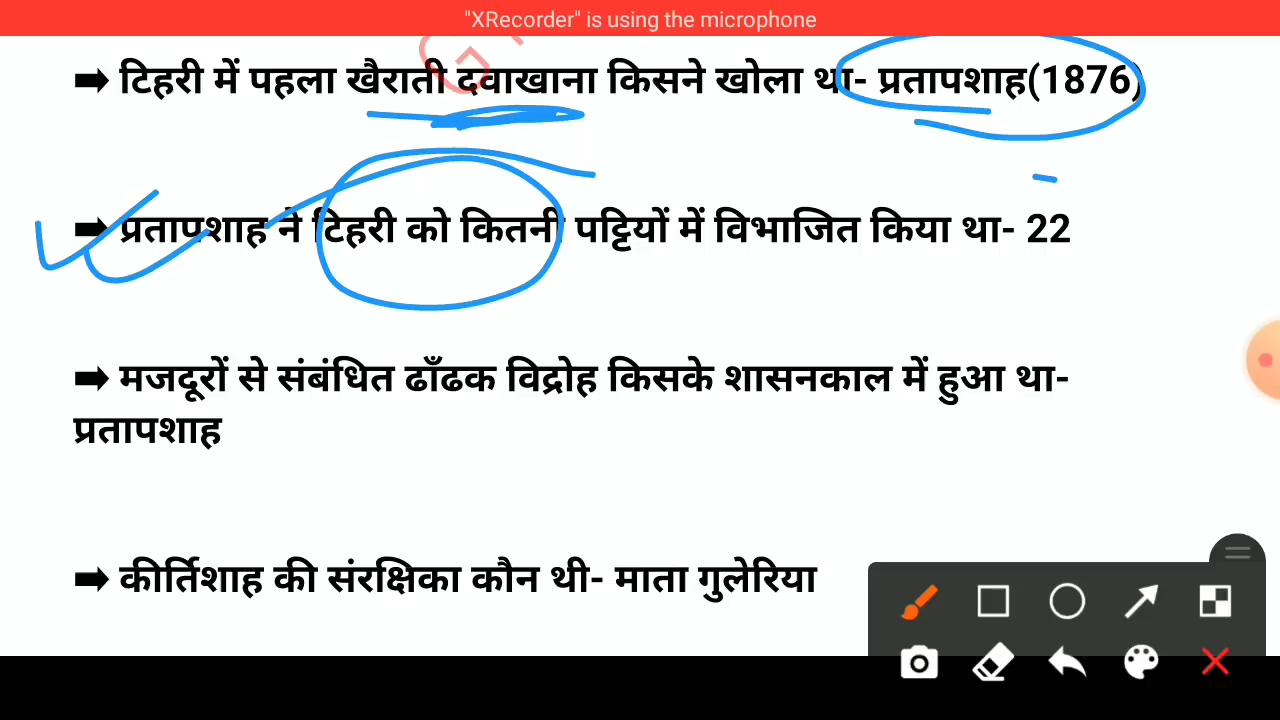 "XRecorder" is using the microphone
➡ टिहरी में पहला खैराती दवाखाना किसने खोला था- प्रतापशाह(1876)
➡ प्रतापशाह ने टिहरी को कितनी पट्टियों में विभाजित किया था- 22
➡ मजदूरों से संबंधित ढाँढक विद्रोह किसके शासनकाल में हुआ था-
प्रतापशाह
➡ कीर्तिशाह की संरक्षिका कौन थी- माता गुलेरिया